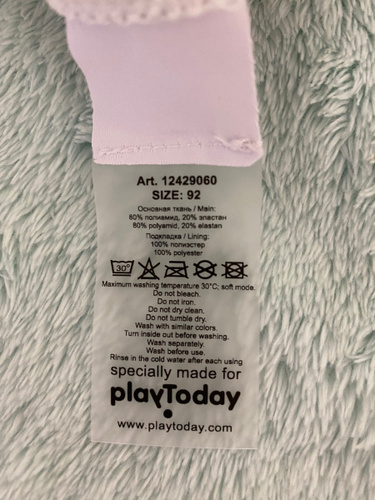 Art. 12429060
SIZE: 92
Основная ткань / Main:
80% полиамид, 20% эластан
80% polyamid, 20% elastan
Подкладка / Lining:
100% полиэстер
100% polyester
30°
Maximum washing temperature 30°C; soft mode.
Do not bleach.
Do not iron.
Do not dry clean.
Do not tumble dry.
Wash with similar colors.
Turn inside out before washing.
Wash separately.
Wash before use.
Rinse in the cold water after each using
specially made for
playToday
www.playtoday.com